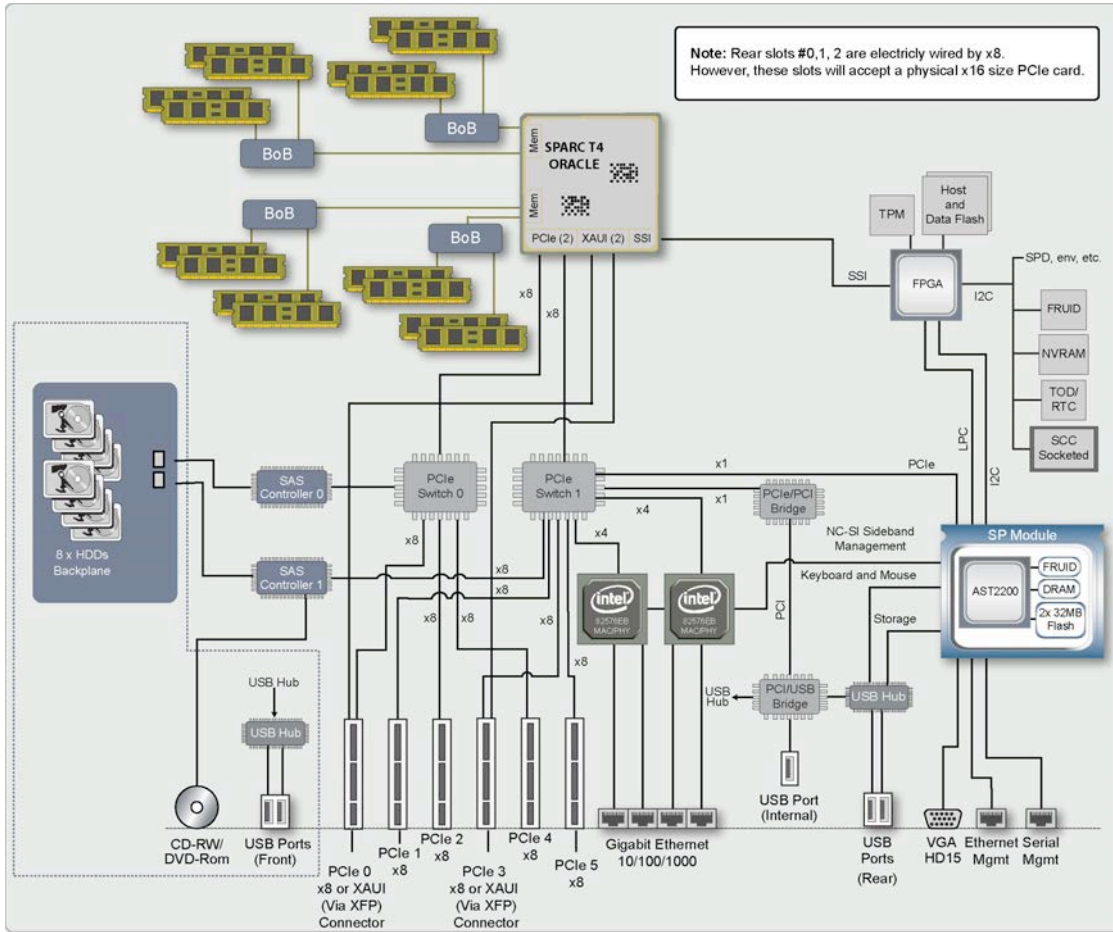 Note: Rear slots #0,1, 2 are electricly wired by x8.
However, these slots will accept a physical x16 size PCIe card.
BoB
BoB
BoB
BoB
Mem
Mem
SPARC T4
ORACLE
PCIe (2)
XAUI (2)
SSI
x8
x8
SSI
TPM
Host
and
Data Flash
FPGA
I2C
SPD, env, etc.
FRUID
NVRAM
TOD/
RTC
SCC
Socketed
LPC
I2C
8 x HDDs
Backplane
SAS
Controller 0
SAS
Controller 1
PCIe
Switch 0
PCIe
Switch 1
x1
PCIe
x1
x4
x4
PCIe/PCI
Bridge
NC-SI Sideband
Management
Keyboard and Mouse
Storage
SP Module
AST2200
FRUID
DRAM
2x 32MB
Flash
x8
x8
x8
x8
x8
x8
x8
x8
intel
82576EB
MAC/PHY
intel
82576EB
MAC/PHY
PCI
USB
Hub
PCI/USB
Bridge
USB Hub
USB Hub
USB Hub
CD-RW/
DVD-Rom
USB Ports
(Front)
PCIe 0
x8 or XAUI
(Via XFP)
Connector
PCIe 1
x8
PCIe 2
x8
PCIe 3
x8 or XAUI
(Via XFP)
Connector
PCIe 4
x8
PCIe 5
x8
Gigabit Ethernet
10/100/1000
USB Port
(Internal)
USB
Ports
(Rear)
VGA
HD15
Ethernet
Mgmt
Serial
Mgmt